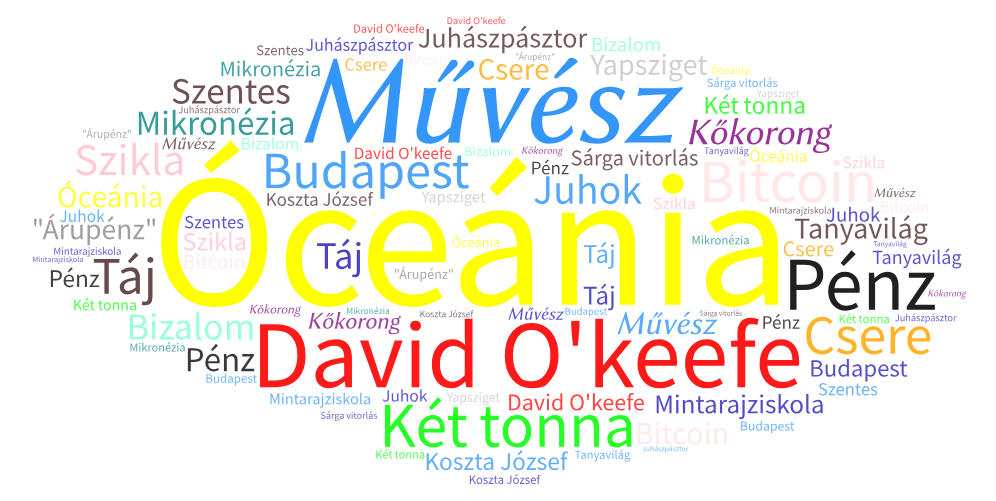 David O'keefe
David O'keefe
Juhászpásztor
Szentes
Juhászpásztor
Bizalom
Mikronézia
Csere
Bitcoin
Csere
"Árupénz"
Yapsziget
Óceánia
Sárga vitorlás
Szentes
Művész
Yapsziget
Két tonna
Juhászpásztor
Mikronézia
Kőkorong
"Árupénz"
Művész
Bizalom
David O'keefe
Bizalom
Kőkorong
Sárga vitorlás
Tanyavilág
Óceánia
Szikla
Szikla
Budapest
Pénz
Juhok
Bitcoin
Művész
Óceánia
Koszta József
Yapsziget
Szikla
Bitcoin
Juhok
Szentes
Mintarajziskola
Juhok
"Árupénz"
Óceánia
Tanyavilág
Szikla
Óceánia
Mikronézia
Tanyavilág
Mintarajziskola
Táj
Táj
Csere
Tanyavilág
Mintarajziskola
Bitcoin
Pénz
Táj
"Árupénz"
Pénz
Táj
Kőkorong
Két tonna
Kőkorong
Mikronézia
Koszta József
Művész
Budapest
Sárga vitorlás
Bizalom
Kőkorong
Művész
Pénz
Két tonna
Juhászpásztor
Mikronézia
Pénz
David O'keefe
Csere
Budapest
Budapest
Szentes
Mintarajziskola
Juhok
Yapsziget
David O'keefe
Mintarajziskola
Sárga vitorlás
Két tonna
Bitcoin
Budapest
Két tonna
Koszta József
Tanyavilág
Juhászpásztor
Koszta József